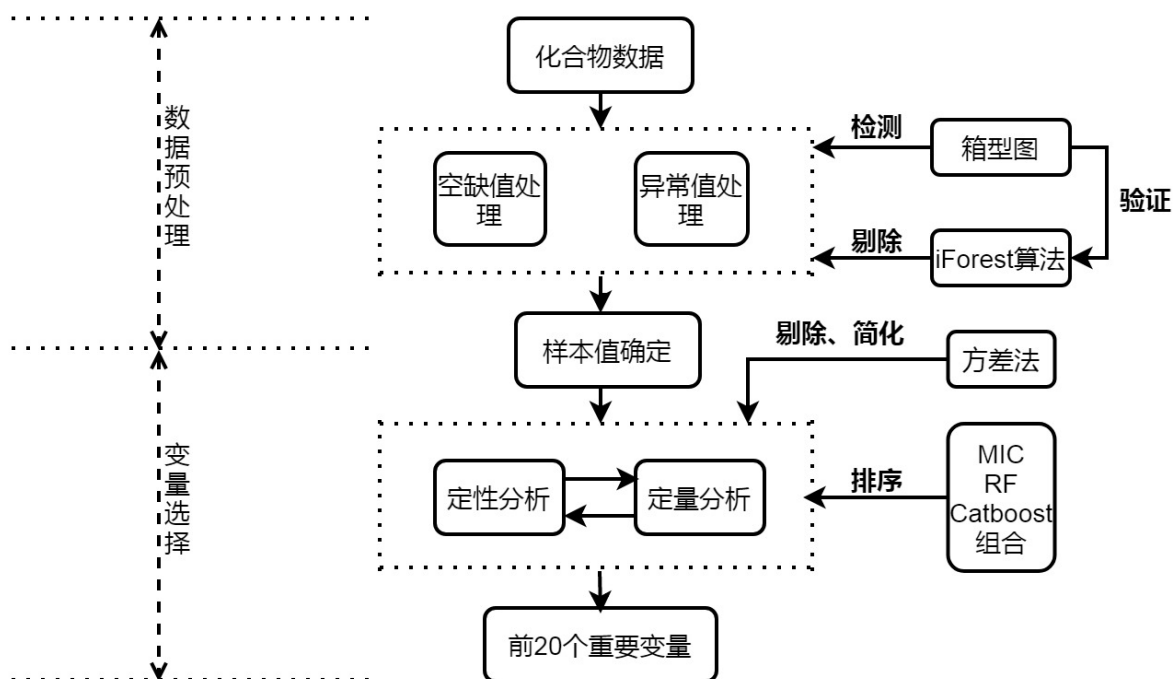 化合物数据
数据预处理
检测
箱型图
空缺值处
理
异常值处
理
验证
剔除
iForest算法
样本值确定
剔除、简化
方差法
变量选择
定性分析
定量分析
排序
MIC
RF
Catboost
组合
前20个重要变量